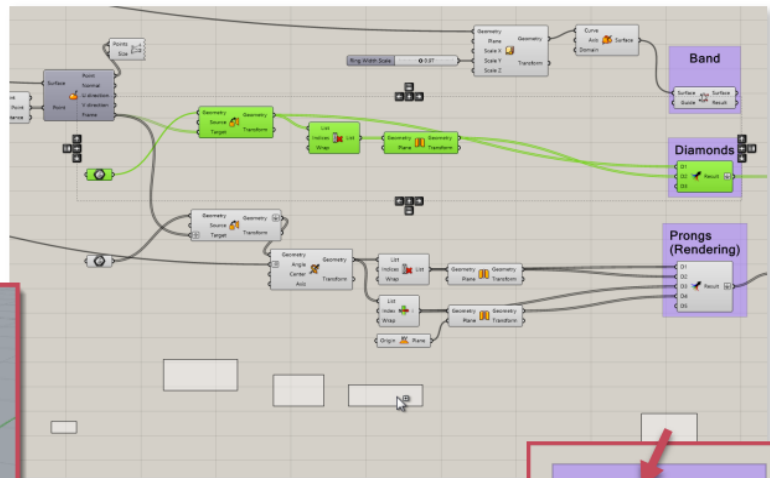 Points
Size
Surface
Point
Point
Normal
U direction
V direction
Frame
Point
Ring Width Scale
0.97
Geometry
Plane
Scale X
Scale Y
Scale Z
Geometry
Transform
Curve
Axis
Domain
Surface
Band
Surface
Guide
Surface
Result
Geometry
Source
Target
Geometry
Transform
List
Indices
Wrap
List
Geometry
Plane
Geometry
Transform
Diamonds
D1
D2
D3
Result
Geometry
Source
Target
Geometry
Transform
Geometry
Angle
Center
Axis
Geometry
Transform
List
Indices
Wrap
List
Geometry
Plane
Geometry
Transform
List
Index
Wrap
i
Geometry
Plane
Geometry
Transform
Origin
Plane
Prongs
(Rendering)
D1
D2
D3
D4
D5
Result